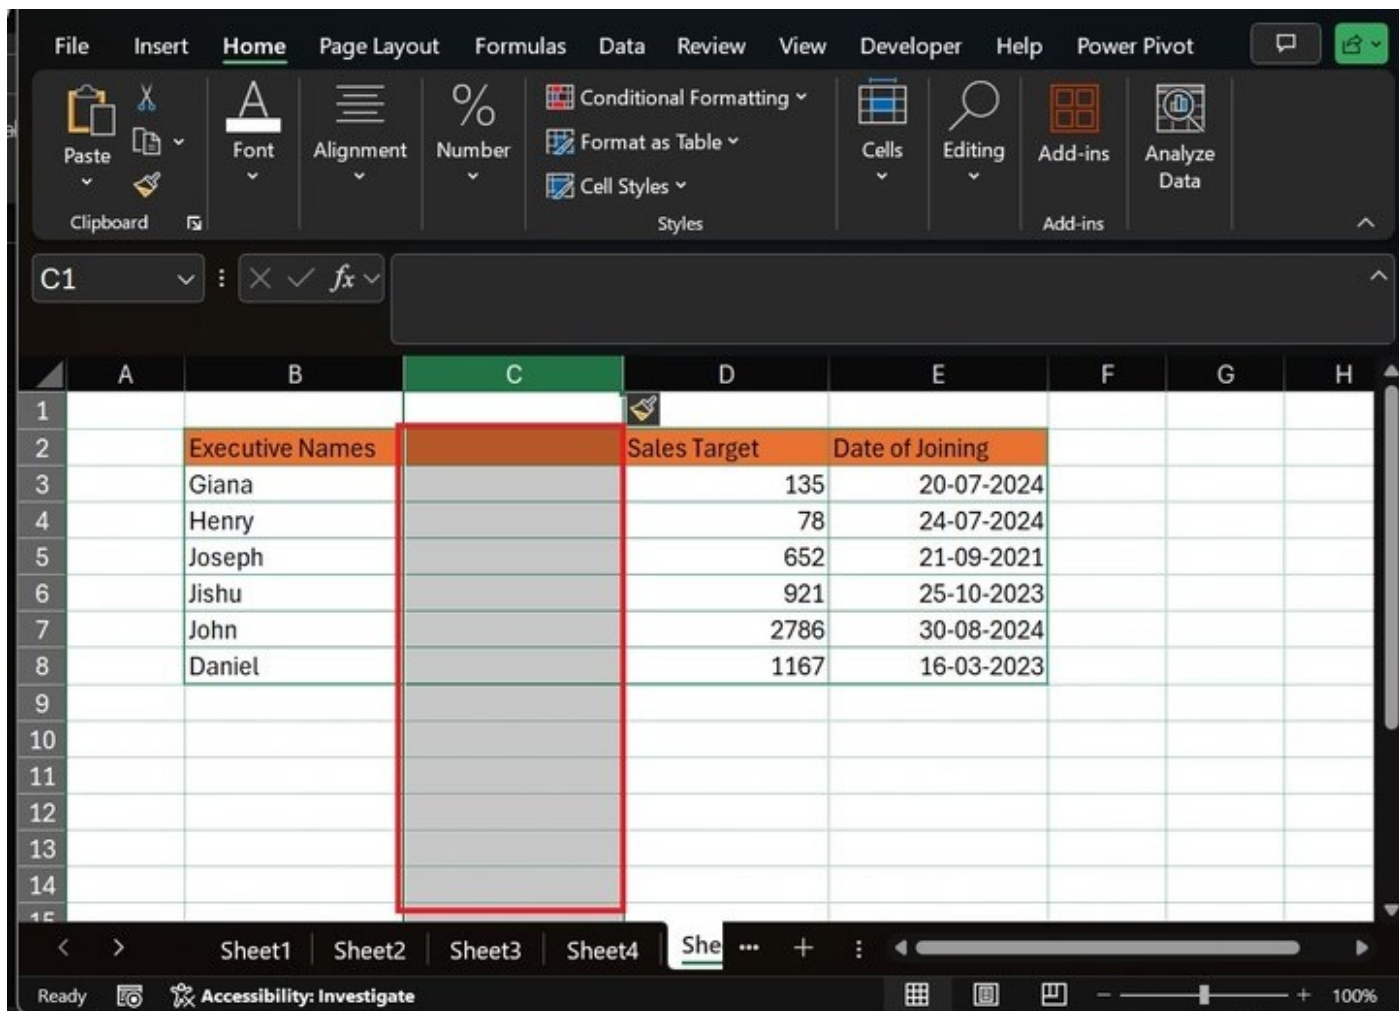 File Insert Home Page Layout Formulas Data Review View Developer Help Power Pivot
Paste Font Alignment Number Conditional Formatting Format as Table Cell Styles Cells Editing Add-ins Analyze Data
Clipboard Styles Add-ins
C1 fx
A B C D E F G H
1
2 Executive Names Sales Target Date of Joining
3 Giana 135 20-07-2024
4 Henry 78 24-07-2024
5 Joseph 652 21-09-2021
6 Jishu 921 25-10-2023
7 John 2786 30-08-2024
8 Daniel 1167 16-03-2023
9
10
11
12
13
14
15
Sheet1 Sheet2 Sheet3 Sheet4 She ...
Ready Accessibility: Investigate 100%